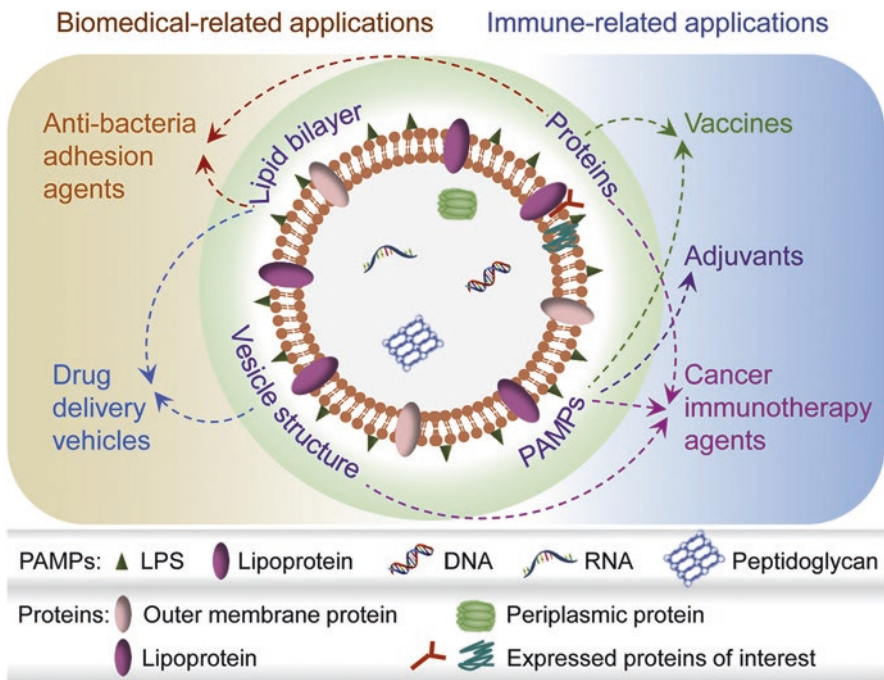 Biomedical-related applications
Immune-related applications
Anti-bacteria
adhesion
agents
Lipid bilayer
Proteins
Vaccines
Adjuvants
Drug
delivery
vehicles
Vesicle structure
PAMPs
Cancer
immunotherapy
agents
PAMPs: LPS Lipoprotein DNA RNA Peptidoglycan
Proteins: Outer membrane protein Periplasmic protein
Lipoprotein Expressed proteins of interest